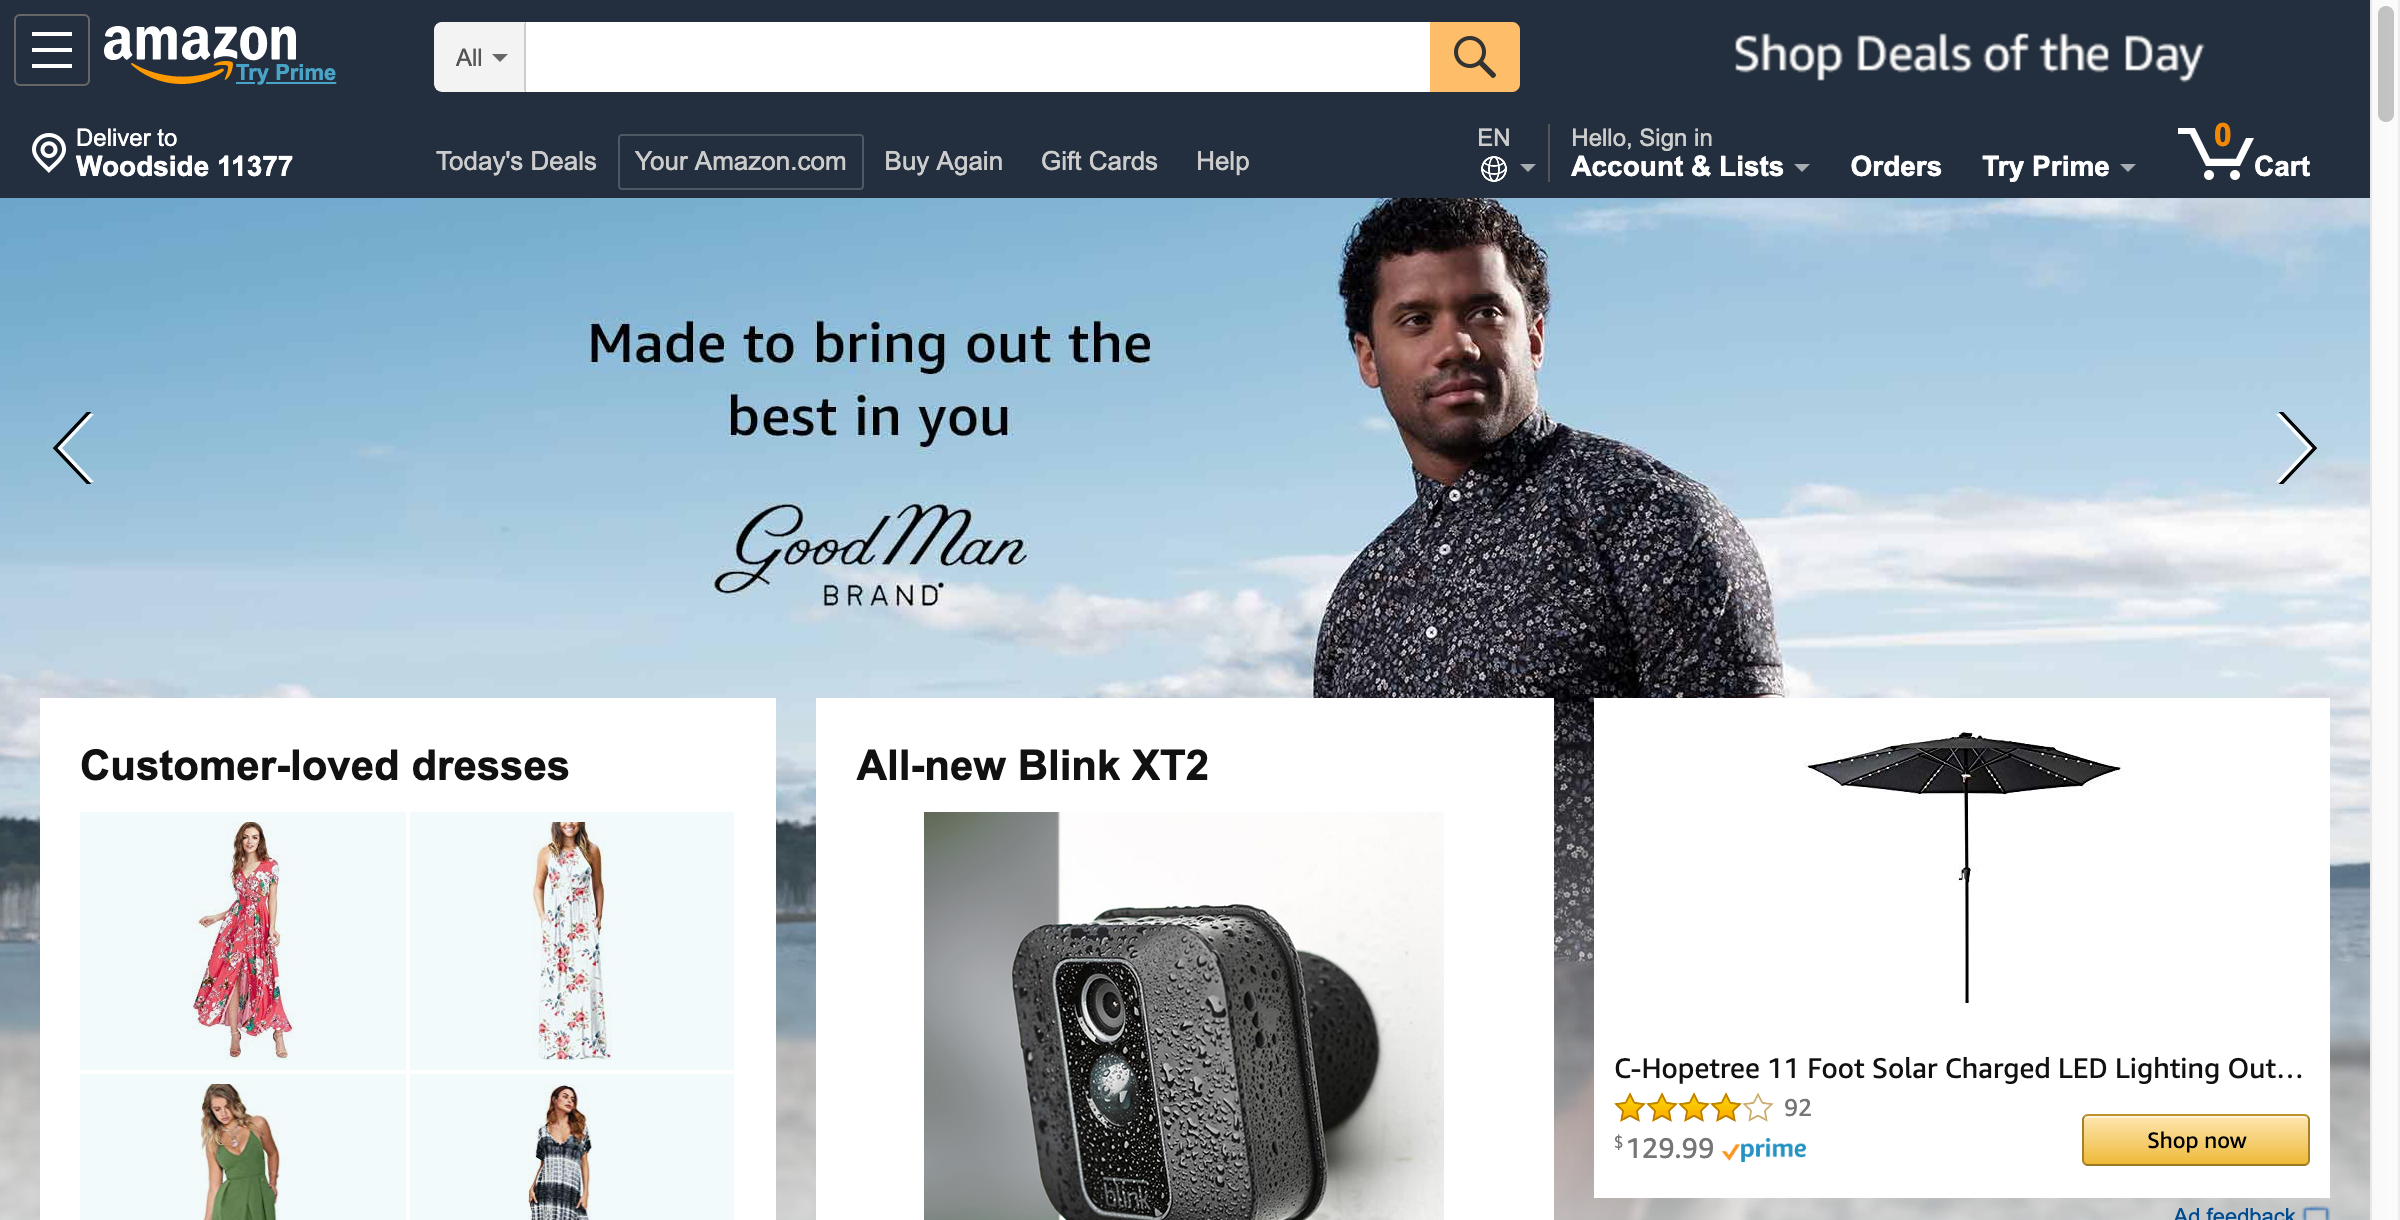 amazon
Try Prime
All
Shop Deals of the Day
Deliver to
Woodside 11377
Today's Deals
Your Amazon.com
Buy Again
Gift Cards
Help
EN
Hello, Sign in
Account & Lists
Orders
Try Prime
0
Cart
Made to bring out the
best in you
Good Man
BRAND
Customer-loved dresses
All-new Blink XT2
blink
C-Hopetree 11 Foot Solar Charged LED Lighting Out...
92
$129.99 prime
Shop now
Ad feedback